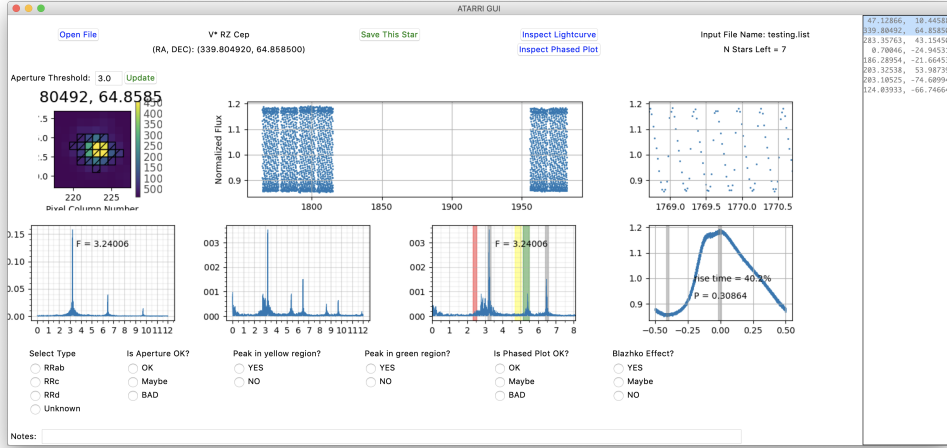 ATARRI GUI
Open File
V* RZ Cep
Save This Star
Inspect Lightcurve
Input File Name: testing.list
(RA, DEC): (339.804920, 64.858500)
Inspect Phased Plot
N Stars Left = 7
47.12866, 10.44588
339.80492, 64.85850
283.35763, 43.15458
0.70046, -24.94531
186.28954, -21.66453
203.32538, 53.98739
203.10525, -74.60994
124.03933, -66.74664
Aperture Threshold: 3.0 Update
80492, 64.8585
450
400
350
300
250
200
150
100
500
220 225
Pixel Column Number
Normalized Flux
1.2
1.1
1.0
0.9
1800 1850 1900 1950
1.2
1.1
1.0
0.9
1769.0 1769.5 1770.0 1770.5
0.15
0.05
0.00
F = 3.24006
0 1 2 3 4 5 6 7 8 9 101112
003
002
001
000
0 1 2 3 4 5 6 7 8 9 101112
003
002
001
000
F = 3.24006
0 1 2 3 4 5 6 7 8
1.2
1.1
1.0
0.9
rise time = 40.2%
P = 0.30864
−0.50 −0.25 0.00 0.25 0.50
Select Type
RRab
RRc
RRd
Unknown
Is Aperture OK?
OK
Maybe
BAD
Peak in yellow region?
YES
NO
Peak in green region?
YES
NO
Is Phased Plot OK?
OK
Maybe
BAD
Blazhko Effect?
YES
Maybe
NO
Notes: